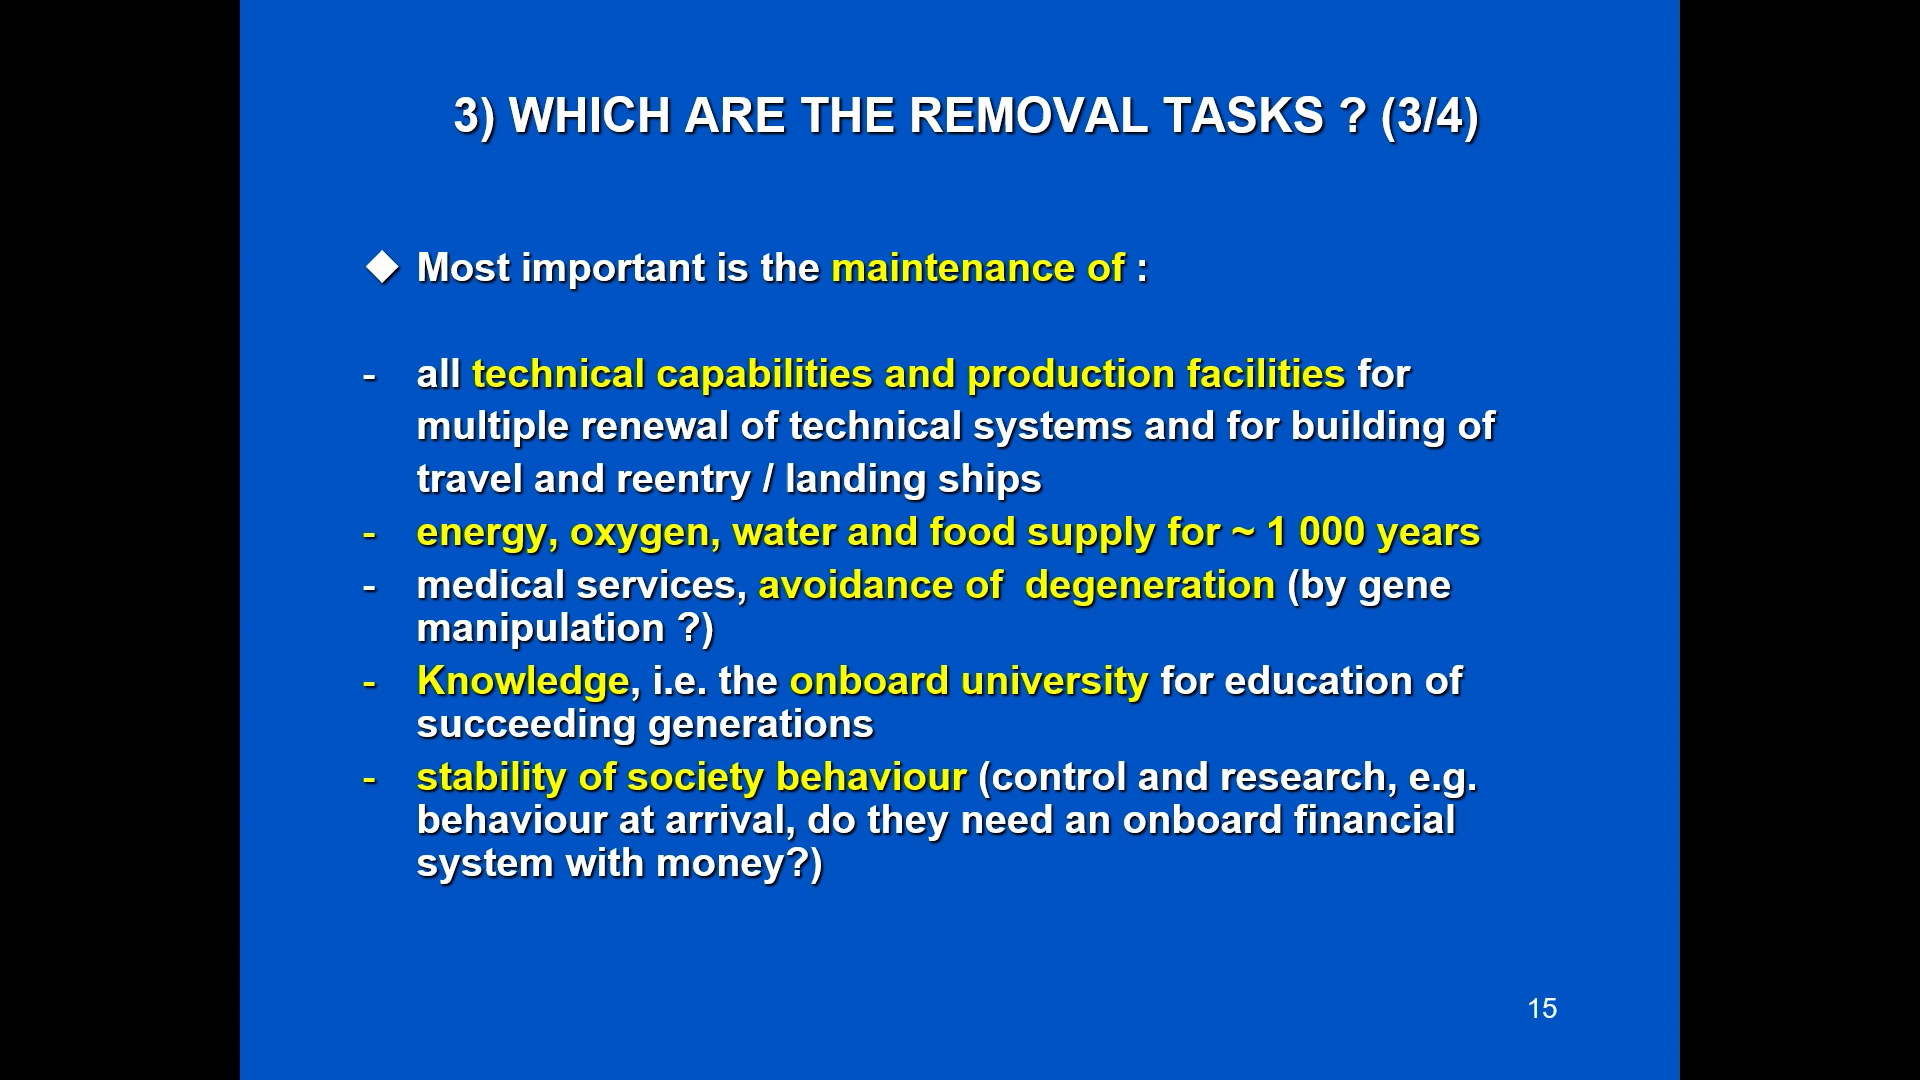 3) WHICH ARE THE REMOVAL TASKS ? (3/4)
◆ Most important is the maintenance of :
- all technical capabilities and production facilities for
multiple renewal of technical systems and for building of
travel and reentry / landing ships
- energy, oxygen, water and food supply for ~ 1 000 years
- medical services, avoidance of  degeneration (by gene
manipulation ?)
- Knowledge, i.e. the onboard university for education of
succeeding generations
- stability of society behaviour (control and research, e.g.
behaviour at arrival, do they need an onboard financial
system with money?)
15